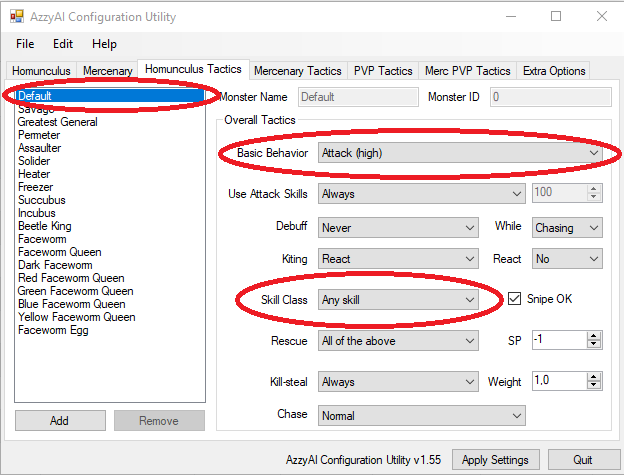 AzzyAI Configuration Utility
File Edit Help
Homunculus Mercenary Homunculus Tactics Mercenary Tactics PVP Tactics Merc PVP Tactics Extra Options
Default
Savage
Greatest General
Permeter
Assaulter
Solider
Heater
Freezer
Succubus
Incubus
Beetle King
Faceworm
Faceworm Queen
Dark Faceworm
Red Faceworm Queen
Green Faceworm Queen
Blue Faceworm Queen
Yellow Faceworm Queen
Faceworm Egg
Add Remove
Monster Name Default Monster ID 0
Overall Tactics
Basic Behavior Attack (high)
Use Attack Skills Always 100
Debuff Never While Chasing
Kiting React React No
Skill Class Any skill Snipe OK
Rescue All of the above SP -1
Kill-steal Always Weight 1,0
Chase Normal
AzzyAI Configuration Utility v1.55 Apply Settings Quit